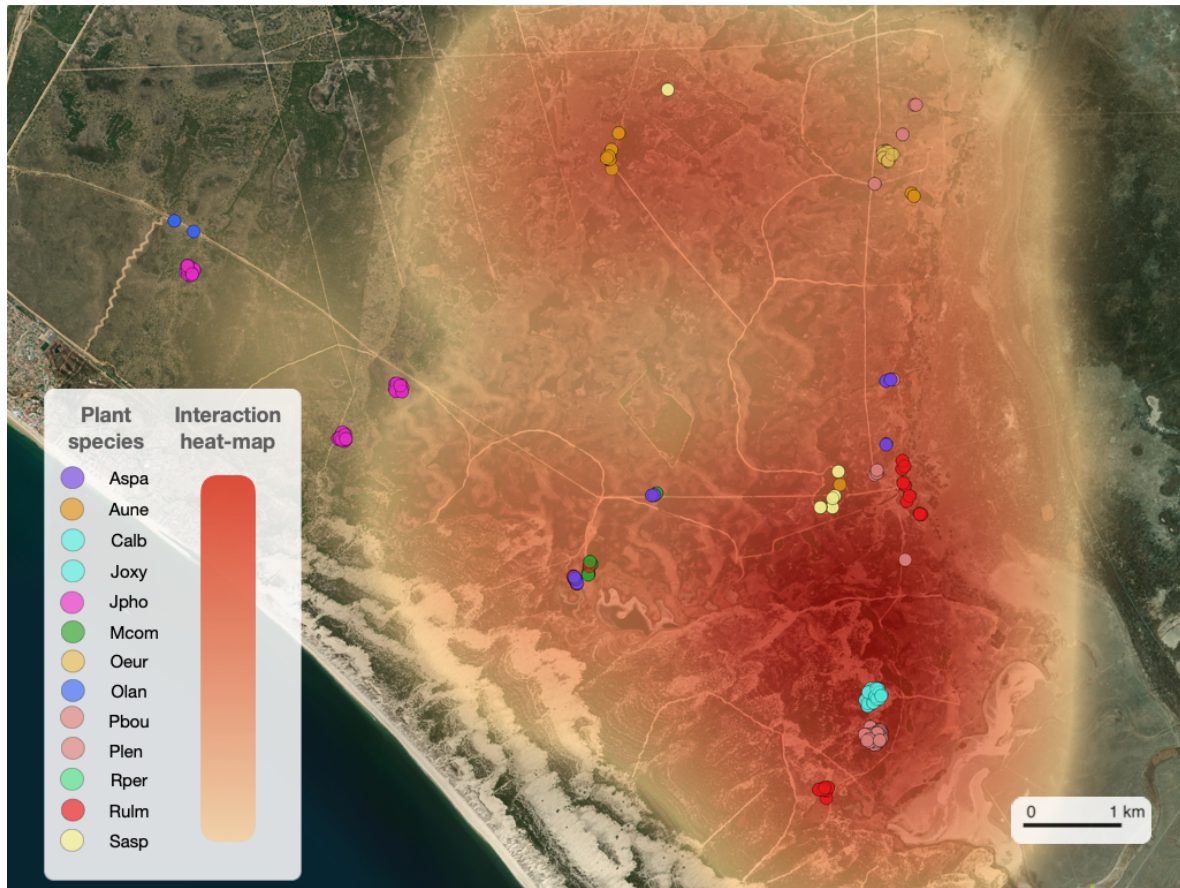 Plant species
Interaction heat-map
Aspa
Aune
Calb
Joxy
Jpho
Mcom
Oeur
Olan
Pbou
Plen
Rper
Rulm
Sasp
0 1 km